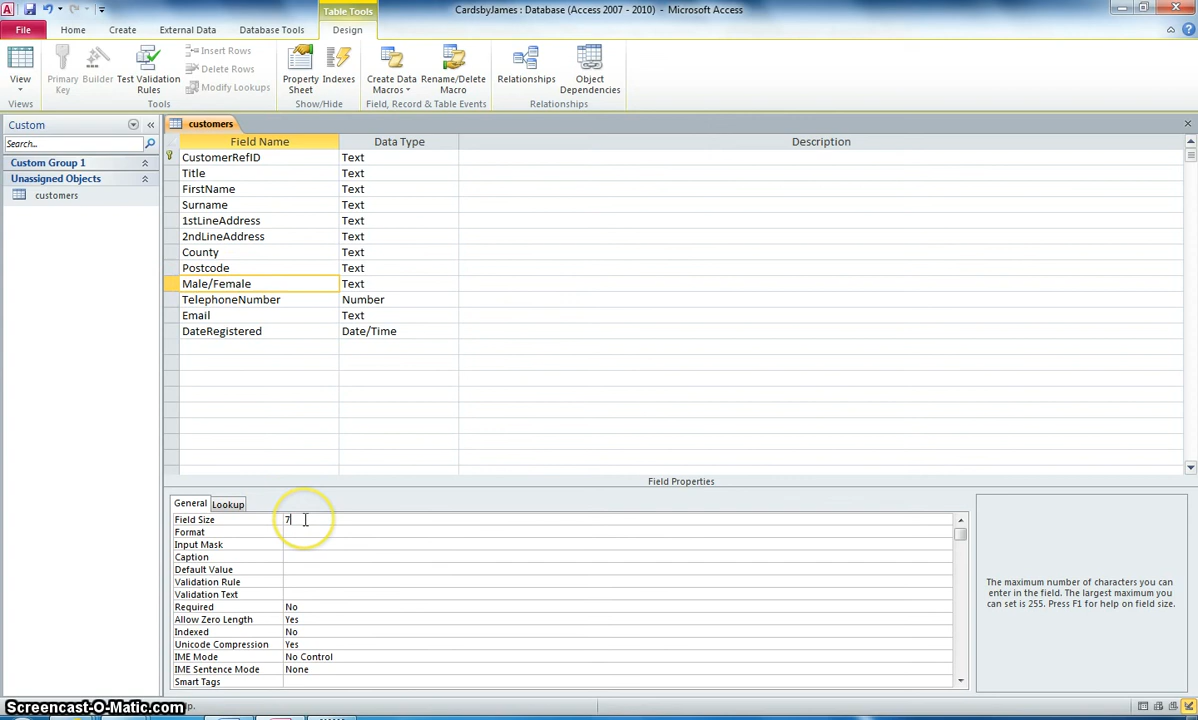 Table Tools
CardsbyJames : Database (Access 2007 - 2010) - Microsoft Access
File
Home
Create
External Data
Database Tools
Design
View
Primary Key
Builder
Test Validation Rules
Insert Rows
Delete Rows
Modify Lookups
Property Sheet
Indexes
Create Data Macros
Rename/Delete Macro
Relationships
Object Dependencies
Views
Tools
Show/Hide
Field, Record & Table Events
Relationships
Custom
Search...
Custom Group 1
Unassigned Objects
customers
customers
Field Name Data Type Description
CustomerRefID Text
Title Text
FirstName Text
Surname Text
1stLineAddress Text
2ndLineAddress Text
County Text
Postcode Text
Male/Female Text
TelephoneNumber Number
Email Text
DateRegistered Date/Time
Field Properties
General Lookup
Field Size 7
Format
Input Mask
Caption
Default Value
Validation Rule
Validation Text
Required No
Allow Zero Length Yes
Indexed No
Unicode Compression Yes
IME Mode No Control
IME Sentence Mode None
Smart Tags
The maximum number of characters you
can enter in the field. The largest maximum you
can set is 255. Press F1 for help on field size.
Screencast-O-Matic.com